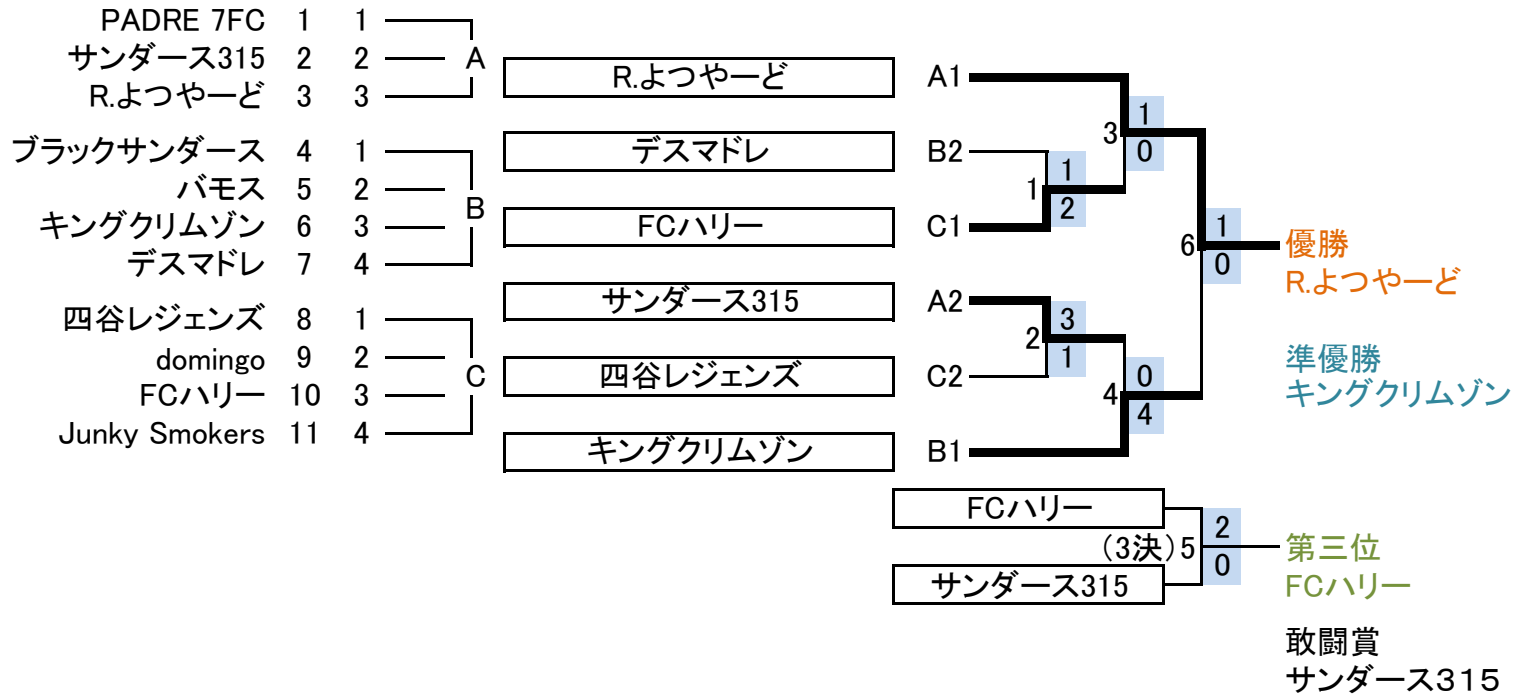 PADRE 7FC 1 1
サンダース315 2 2 A
R.よつやーど 3 3
ブラックサンダース 4 1
バモス 5 2
B
キングクリムゾン 6 3
デスマドレ 7 4
四谷レジェンズ 8 1
domingo 9 2
C
FCハリー 10 3
Junky Smokers 11 4
R.よつやーど A1
デスマドレ B2
FCハリー C1
サンダース315 A2
四谷レジェンズ C2
キングクリムゾン B1
1
1
2
3
1
0
2
3
1
4
0
4
6
1
0
優勝
R.よつやーど
準優勝
キングクリムゾン
FCハリー
(3決) 5
2
0
サンダース315
第三位
FCハリー
敢闘賞
サンダース315